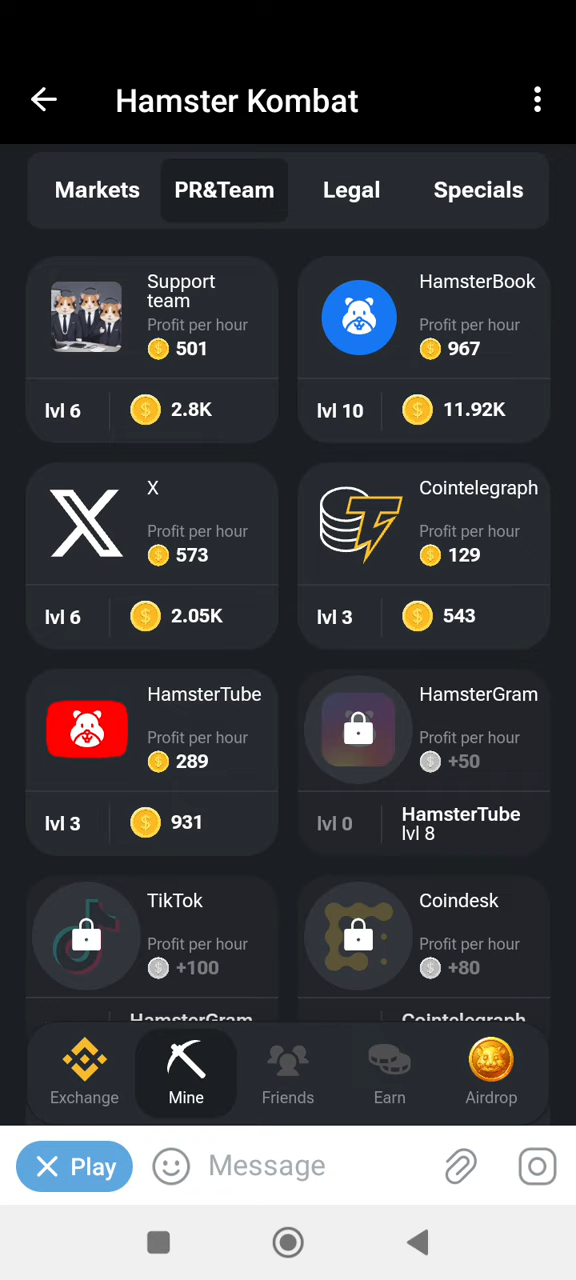 Hamster Kombat
Markets
PR&Team
Legal
Specials
Support
team
Profit per hour
501
lvl 6
2.8K
HamsterBook
Profit per hour
967
lvl 10
11.92K
X
Profit per hour
573
lvl 6
2.05K
Cointelegraph
Profit per hour
129
lvl 3
543
HamsterTube
Profit per hour
289
lvl 3
931
HamsterGram
Profit per hour
+50
lvl 0
HamsterTube
lvl 8
TikTok
Profit per hour
+100
HamsterGram
Coindesk
Profit per hour
+80
Cointelegraph
Exchange
Mine
Friends
Earn
Airdrop
Play
Message